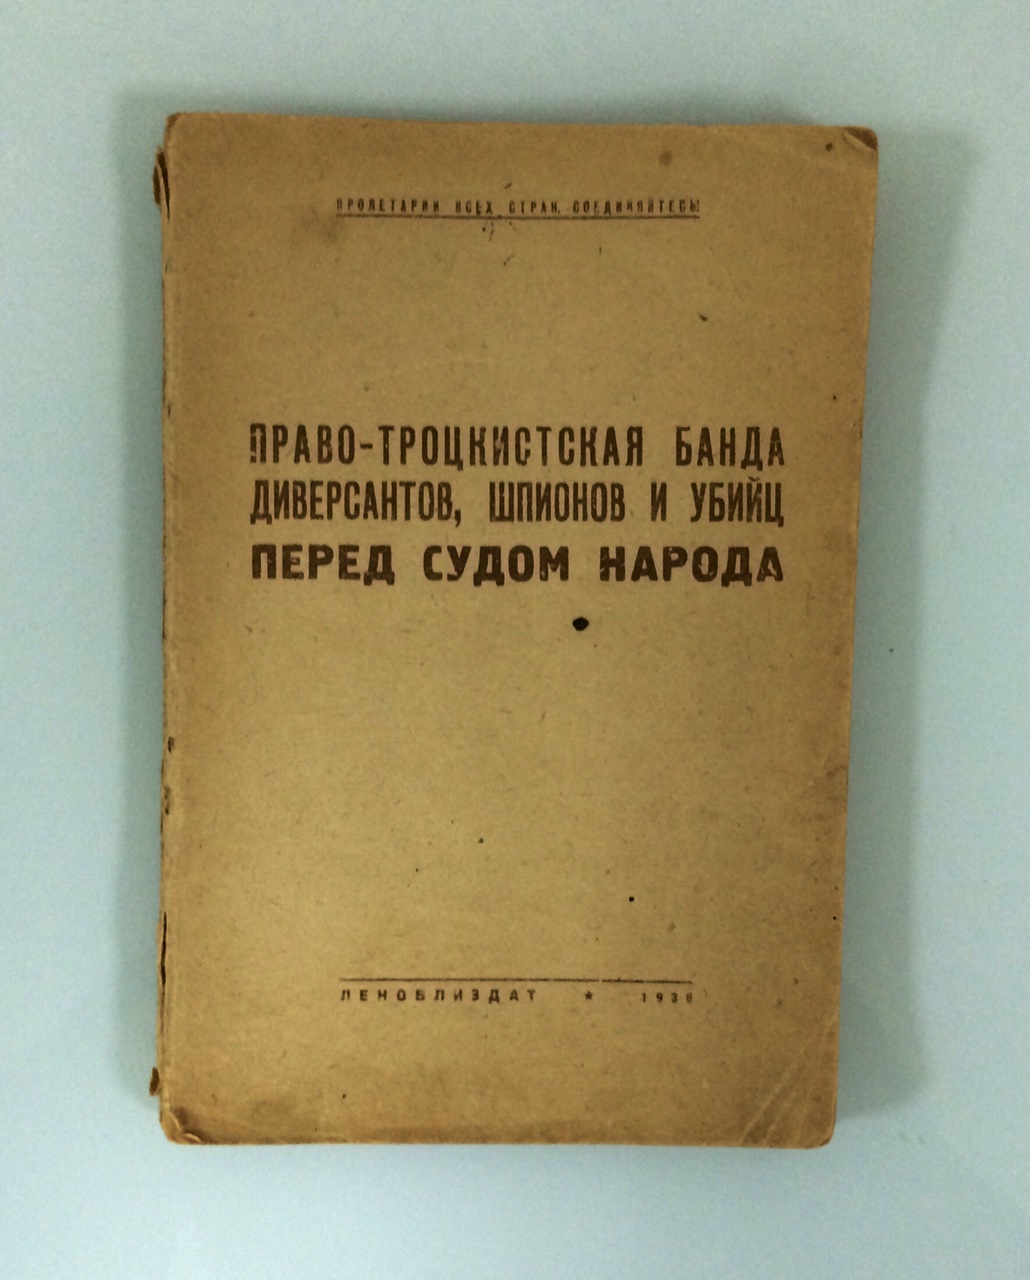 ПРОЛЕТАРИИ ВСЕХ СТРАН, СОЕДИНЯЙТЕСЬ!
ПРАВО-ТРОЦКИСТСКАЯ БАНДА
ДИВЕРСАНТОВ, ШПИОНОВ И УБИЙЦ
ПЕРЕД СУДОМ НАРОДА
ЛЕНОБЛИЗДАТ ★ 1938